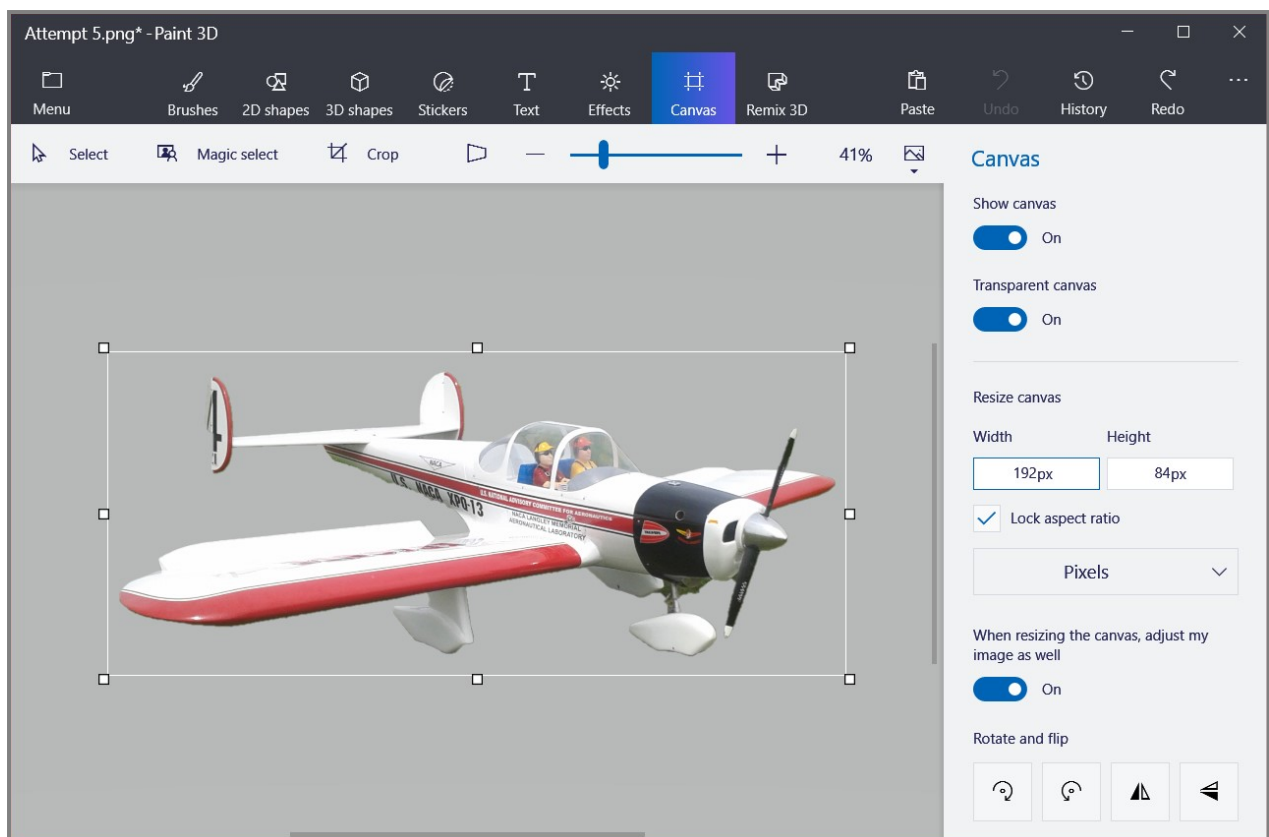 Attempt 5.png* - Paint 3D
Menu
Brushes
2D shapes
3D shapes
Stickers
Text
Effects
Canvas
Remix 3D
Paste
Undo
History
Redo
Select
Magic select
Crop
41%
Canvas
Show canvas
On
Transparent canvas
On
Resize canvas
Width Height
192px 84px
Lock aspect ratio
Pixels
When resizing the canvas, adjust my
image as well
On
Rotate and flip
4
NACA
U.S. NACA XPQ-13
U.S. NATIONAL ADVISORY COMMITTEE FOR AERONAUTICS
NACA LANGLEY MEMORIAL
AERONAUTICAL LABORATORY